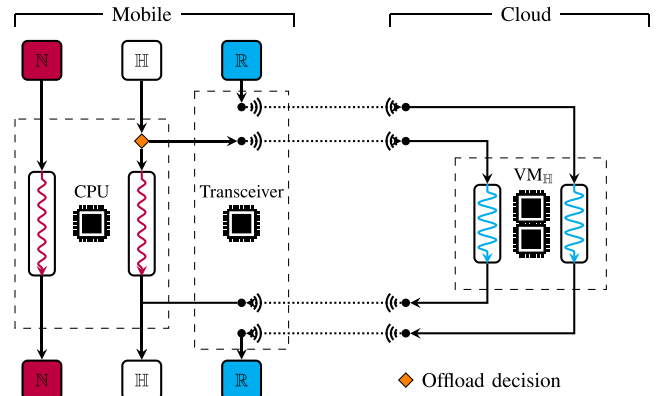 Mobile
Cloud
ℕ ℍ ℝ
CPU
Transceiver
VMℍ
ℕ ℍ ℝ
Offload decision